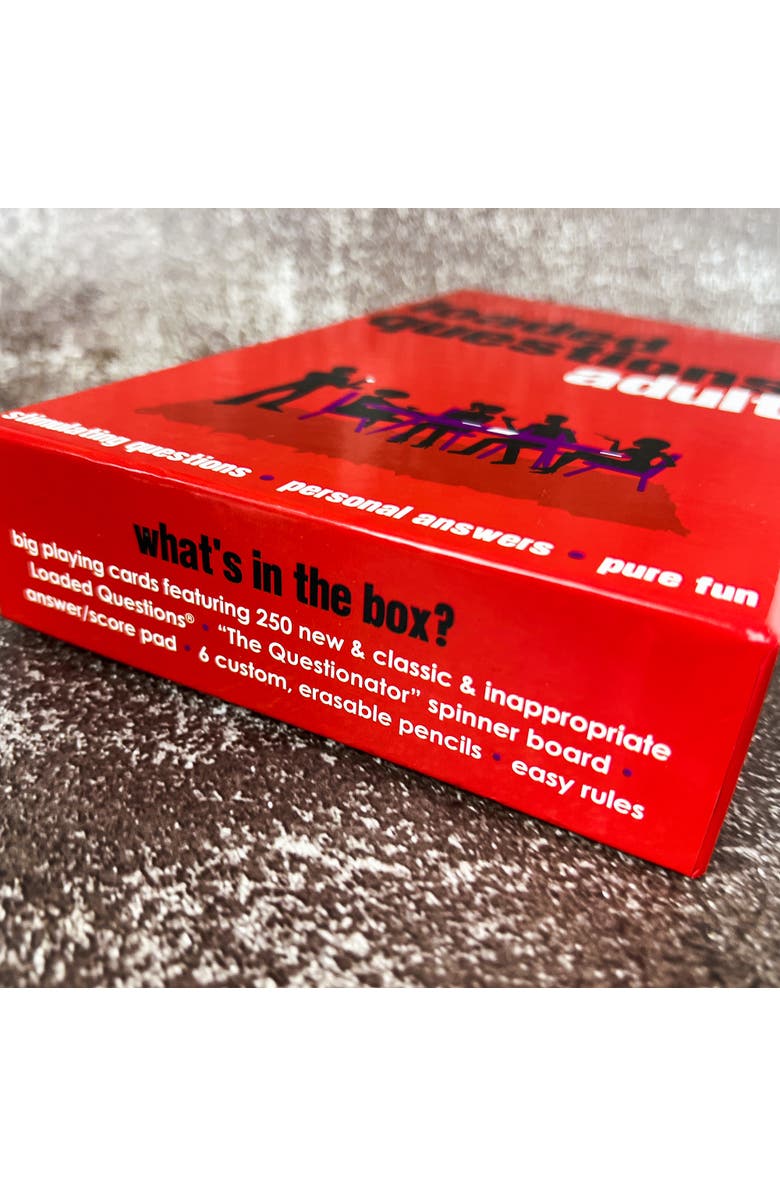 loaded
questions
adult
stimulating questions • personal answers • pure fun
what's in the box?
big playing cards featuring 250 new & classic & inappropriate
Loaded Questions® • “The Questionator” spinner board •
answer/score pad • 6 custom, erasable pencils • easy rules